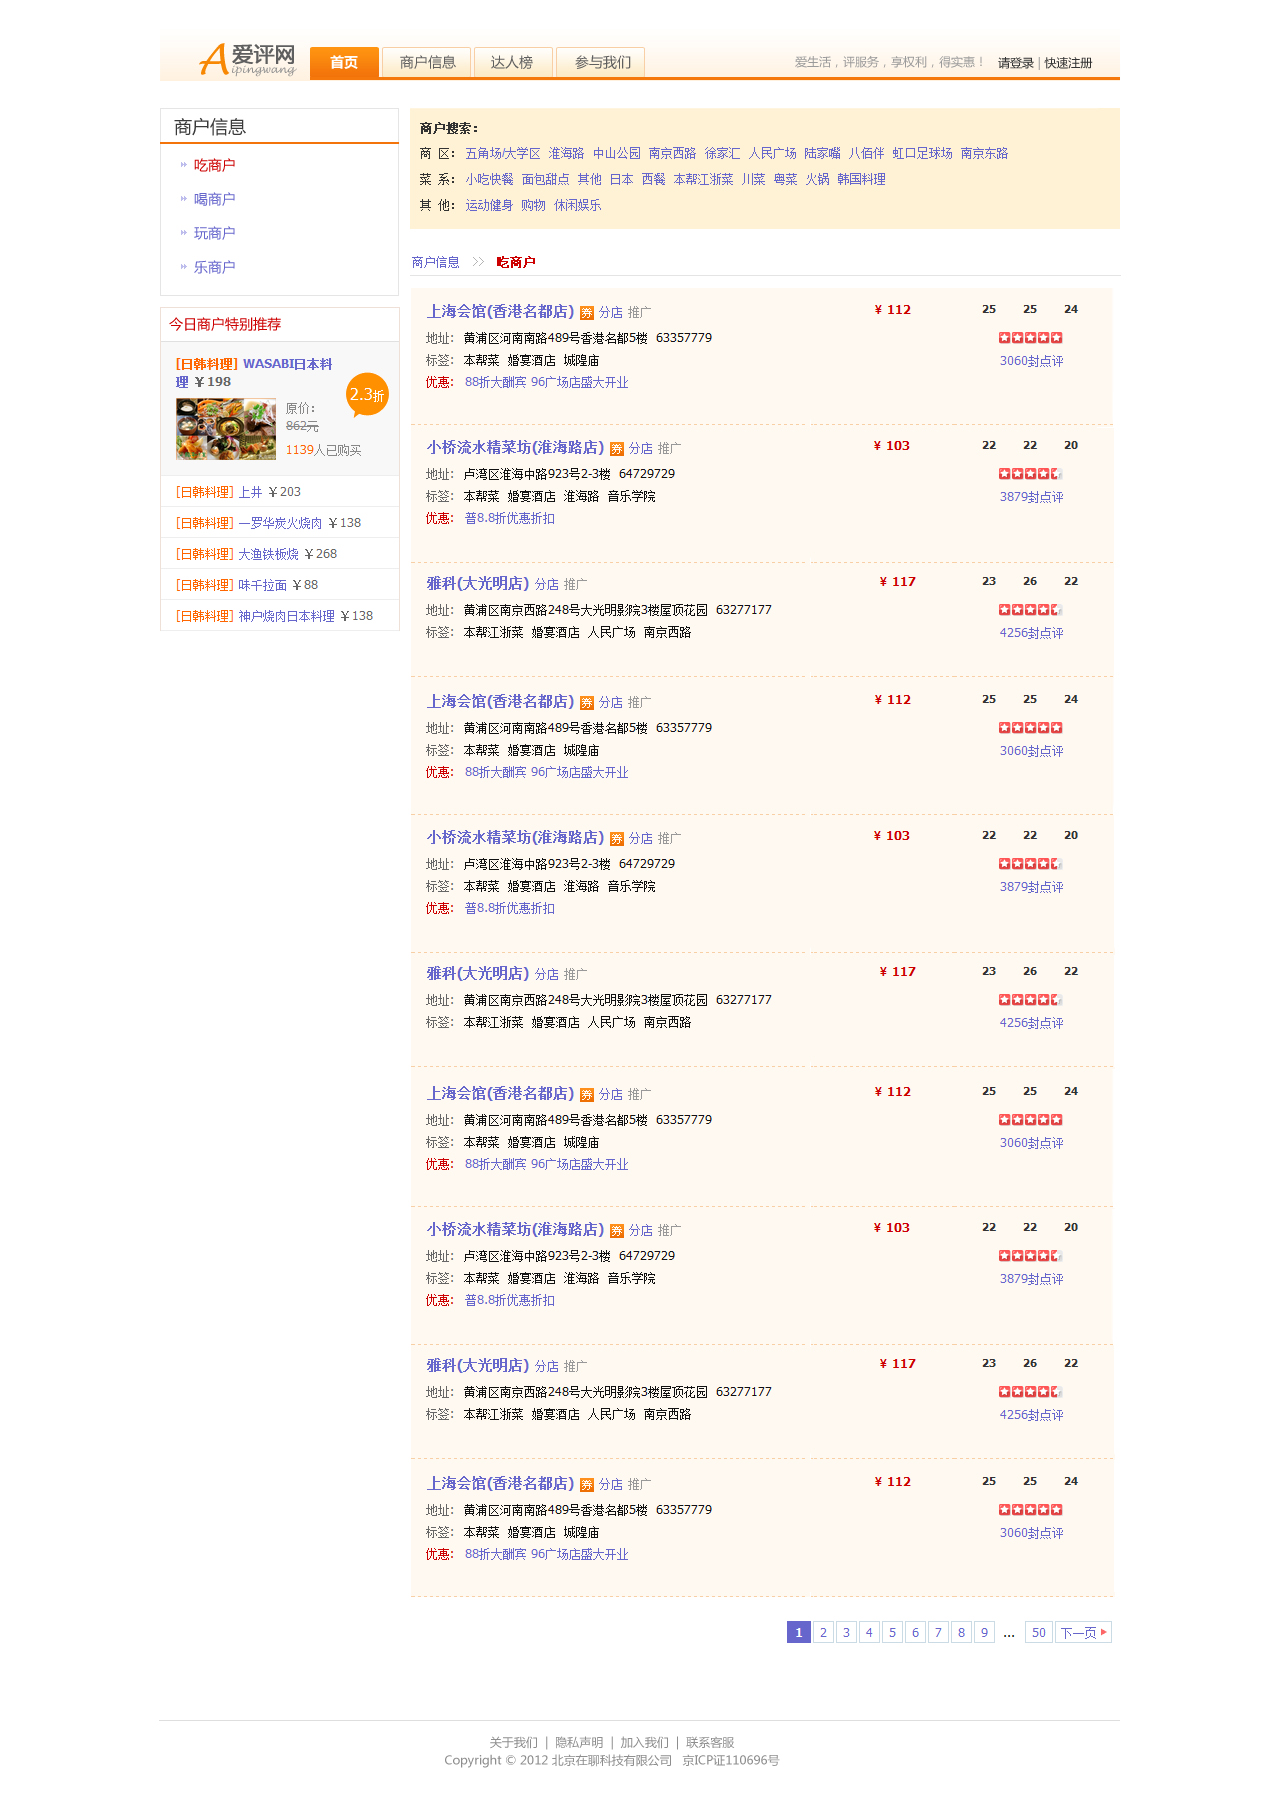 A爱评网
ipingwang
首页 商户信息 达人榜 参与我们
爱生活，评服务，享权利，得实惠！ 请登录 | 快速注册
商户信息
吃商户
喝商户
玩商户
乐商户
今日商户特别推荐
[日韩料理] WASABI日本料
理 ￥198
2.3折
原价：
862元
1139人已购买
[日韩料理] 上井 ￥203
[日韩料理] 一罗华炭火烧肉 ￥138
[日韩料理] 大渔铁板烧 ￥268
[日韩料理] 味千拉面 ￥88
[日韩料理] 神户烧肉日本料理 ￥138
商户搜索：
商 区： 五角场/大学区 淮海路 中山公园 南京西路 徐家汇 人民广场 陆家嘴 八佰伴 虹口足球场 南京东路
菜 系： 小吃快餐 面包甜点 其他 日本 西餐 本帮江浙菜 川菜 粤菜 火锅 韩国料理
其 他： 运动健身 购物 休闲娱乐
商户信息 >> 吃商户
上海会馆(香港名都店) 券 分店 推广 ¥ 112 25 25 24
地址： 黄浦区河南南路489号香港名都5楼 63357779
标签： 本帮菜 婚宴酒店 城隍庙 3060封点评
优惠： 88折大酬宾 96广场店盛大开业
小桥流水精菜坊(淮海路店) 券 分店 推广 ¥ 103 22 22 20
地址： 卢湾区淮海中路923号2-3楼 64729729
标签： 本帮菜 婚宴酒店 淮海路 音乐学院 3879封点评
优惠： 普8.8折优惠折扣
雅科(大光明店) 分店 推广 ¥ 117 23 26 22
地址： 黄浦区南京西路248号大光明影院3楼屋顶花园 63277177
标签： 本帮江浙菜 婚宴酒店 人民广场 南京西路 4256封点评
上海会馆(香港名都店) 券 分店 推广 ¥ 112 25 25 24
地址： 黄浦区河南南路489号香港名都5楼 63357779
标签： 本帮菜 婚宴酒店 城隍庙 3060封点评
优惠： 88折大酬宾 96广场店盛大开业
小桥流水精菜坊(淮海路店) 券 分店 推广 ¥ 103 22 22 20
地址： 卢湾区淮海中路923号2-3楼 64729729
标签： 本帮菜 婚宴酒店 淮海路 音乐学院 3879封点评
优惠： 普8.8折优惠折扣
雅科(大光明店) 分店 推广 ¥ 117 23 26 22
地址： 黄浦区南京西路248号大光明影院3楼屋顶花园 63277177
标签： 本帮江浙菜 婚宴酒店 人民广场 南京西路 4256封点评
上海会馆(香港名都店) 券 分店 推广 ¥ 112 25 25 24
地址： 黄浦区河南南路489号香港名都5楼 63357779
标签： 本帮菜 婚宴酒店 城隍庙 3060封点评
优惠： 88折大酬宾 96广场店盛大开业
小桥流水精菜坊(淮海路店) 券 分店 推广 ¥ 103 22 22 20
地址： 卢湾区淮海中路923号2-3楼 64729729
标签： 本帮菜 婚宴酒店 淮海路 音乐学院 3879封点评
优惠： 普8.8折优惠折扣
雅科(大光明店) 分店 推广 ¥ 117 23 26 22
地址： 黄浦区南京西路248号大光明影院3楼屋顶花园 63277177
标签： 本帮江浙菜 婚宴酒店 人民广场 南京西路 4256封点评
上海会馆(香港名都店) 券 分店 推广 ¥ 112 25 25 24
地址： 黄浦区河南南路489号香港名都5楼 63357779
标签： 本帮菜 婚宴酒店 城隍庙 3060封点评
优惠： 88折大酬宾 96广场店盛大开业
1 2 3 4 5 6 7 8 9 ... 50 下一页
关于我们 | 隐私声明 | 加入我们 | 联系客服
Copyright © 2012 北京在聊科技有限公司 京ICP证110696号